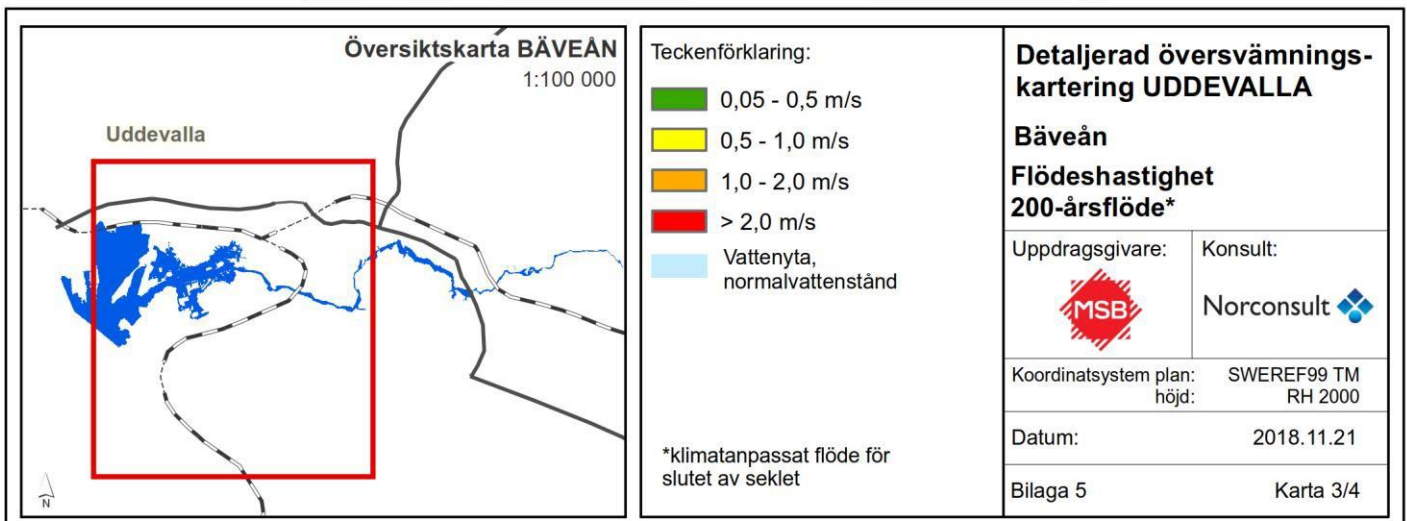 Översiktskarta BÄVEÅN
1:100 000
Uddevalla
N
Teckenförklaring:
0,05 - 0,5 m/s
0,5 - 1,0 m/s
1,0 - 2,0 m/s
> 2,0 m/s
Vattenyta,
normalvattenstånd
*klimatanpassat flöde för
slutet av seklet
Detaljerad översvämnings-
kartering UDDEVALLA
Bäveån
Flödeshastighet
200-årsflöde*
Uppdragsgivare:
MSB
Konsult:
Norconsult
Koordinatsystem plan: SWEREF99 TM
höjd: RH 2000
Datum: 2018.11.21
Bilaga 5 Karta 3/4